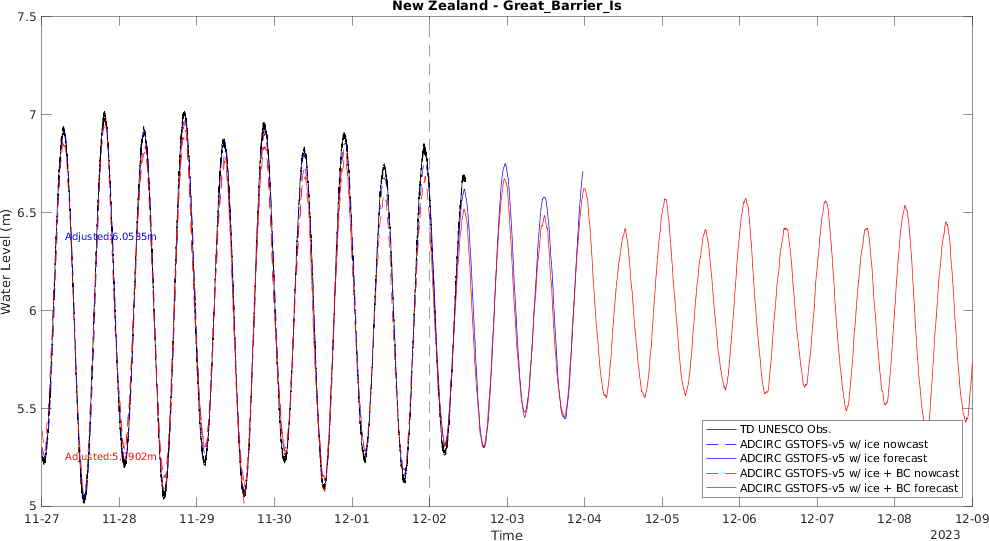 New Zealand - Great_Barrier_Is
7.5
7
6.5
6
5.5
5
Water Level (m)
Adjusted:6.0535m
Adjusted:5.7902m
TD UNESCO Obs.
ADCIRC GSTOFS-v5 w/ ice nowcast
ADCIRC GSTOFS-v5 w/ ice forecast
ADCIRC GSTOFS-v5 w/ ice + BC nowcast
ADCIRC GSTOFS-v5 w/ ice + BC forecast
11-27 11-28 11-29 11-30 12-01 12-02 12-03 12-04 12-05 12-06 12-07 12-08 12-09
Time
2023